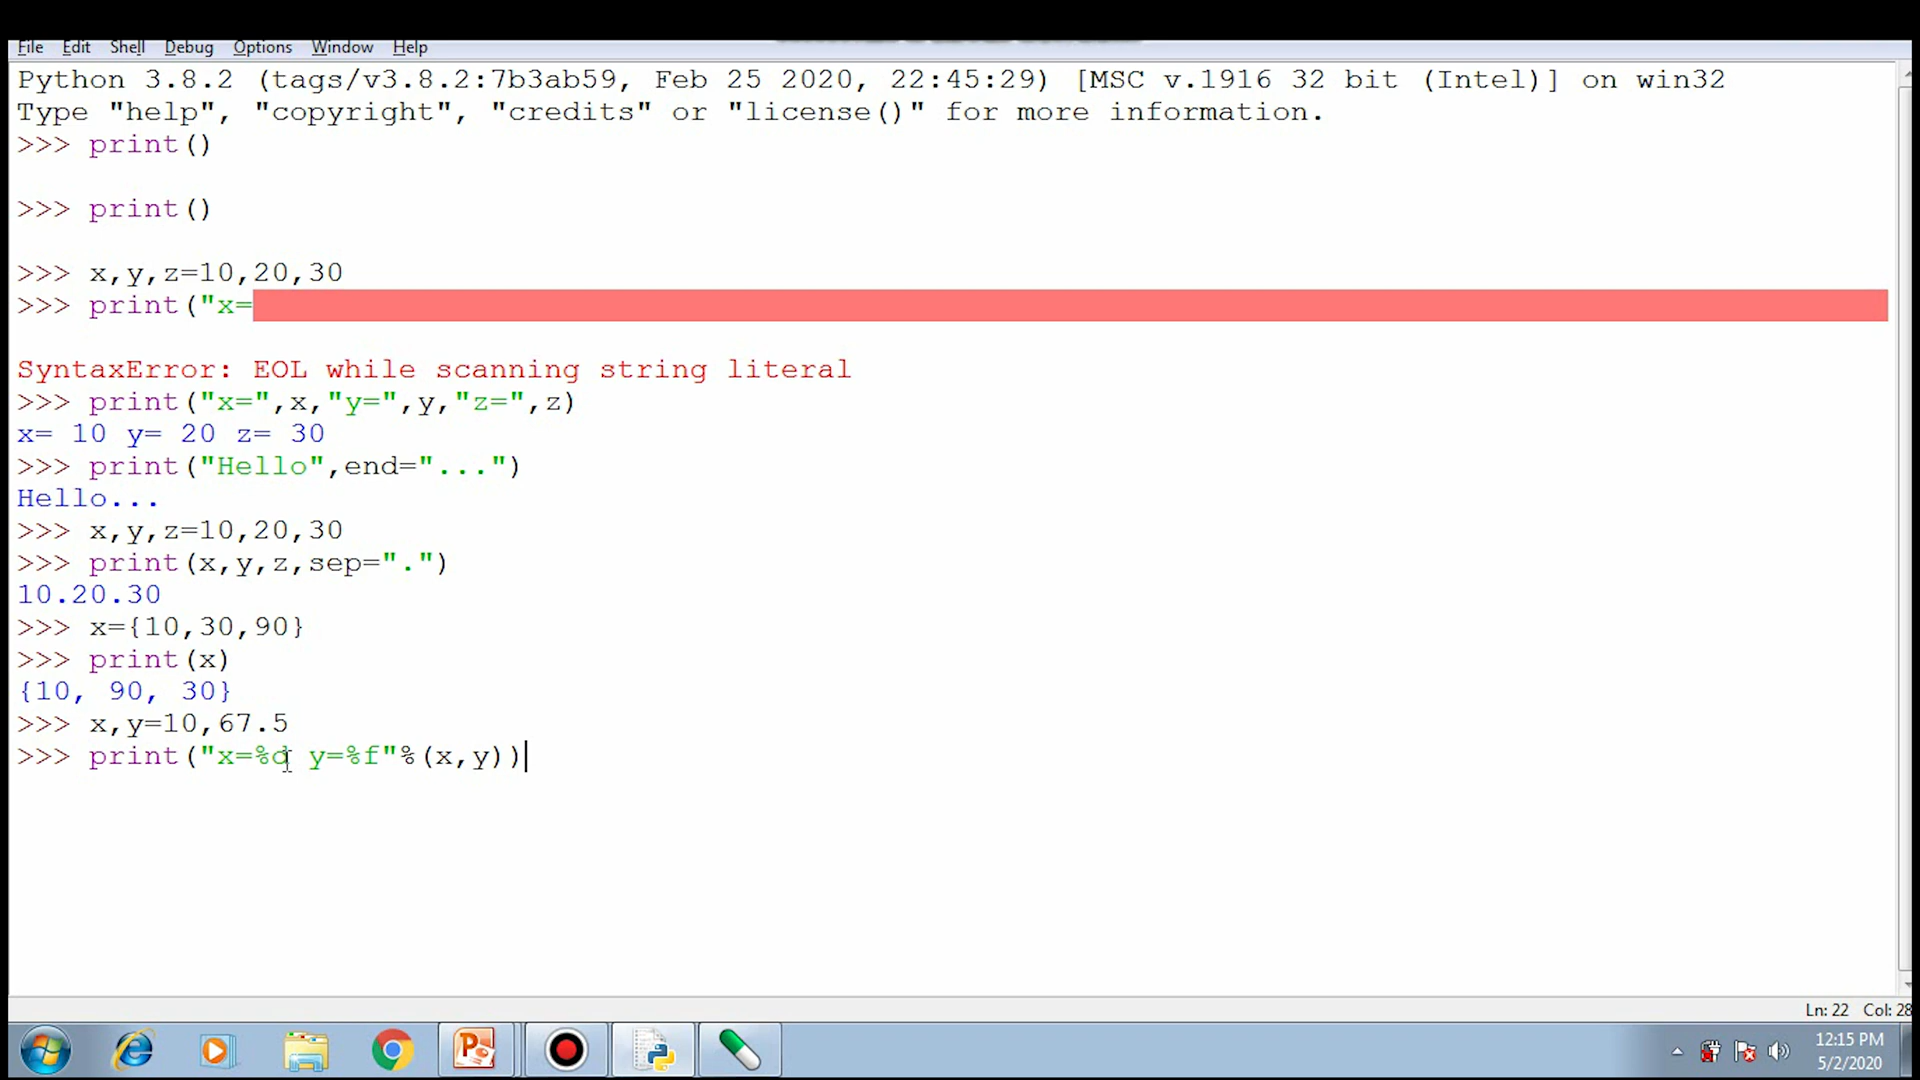 File Edit Shell Debug Options Window Help
Python 3.8.2 (tags/v3.8.2:7b3ab59, Feb 25 2020, 22:45:29) [MSC v.1916 32 bit (Intel)] on win32
Type "help", "copyright", "credits" or "license()" for more information.
>>> print()
>>> print()
>>> x,y,z=10,20,30
>>> print("x=
SyntaxError: EOL while scanning string literal
>>> print("x=",x,"y=",y,"z=",z)
x= 10 y= 20 z= 30
>>> print("Hello",end="...")
Hello...
>>> x,y,z=10,20,30
>>> print(x,y,z,sep=".")
10.20.30
>>> x={10,30,90}
>>> print(x)
{10, 90, 30}
>>> x,y=10,67.5
>>> print("x=%d y=%f"%(x,y))
Ln: 22 Col: 28
12:15 PM
5/2/2020